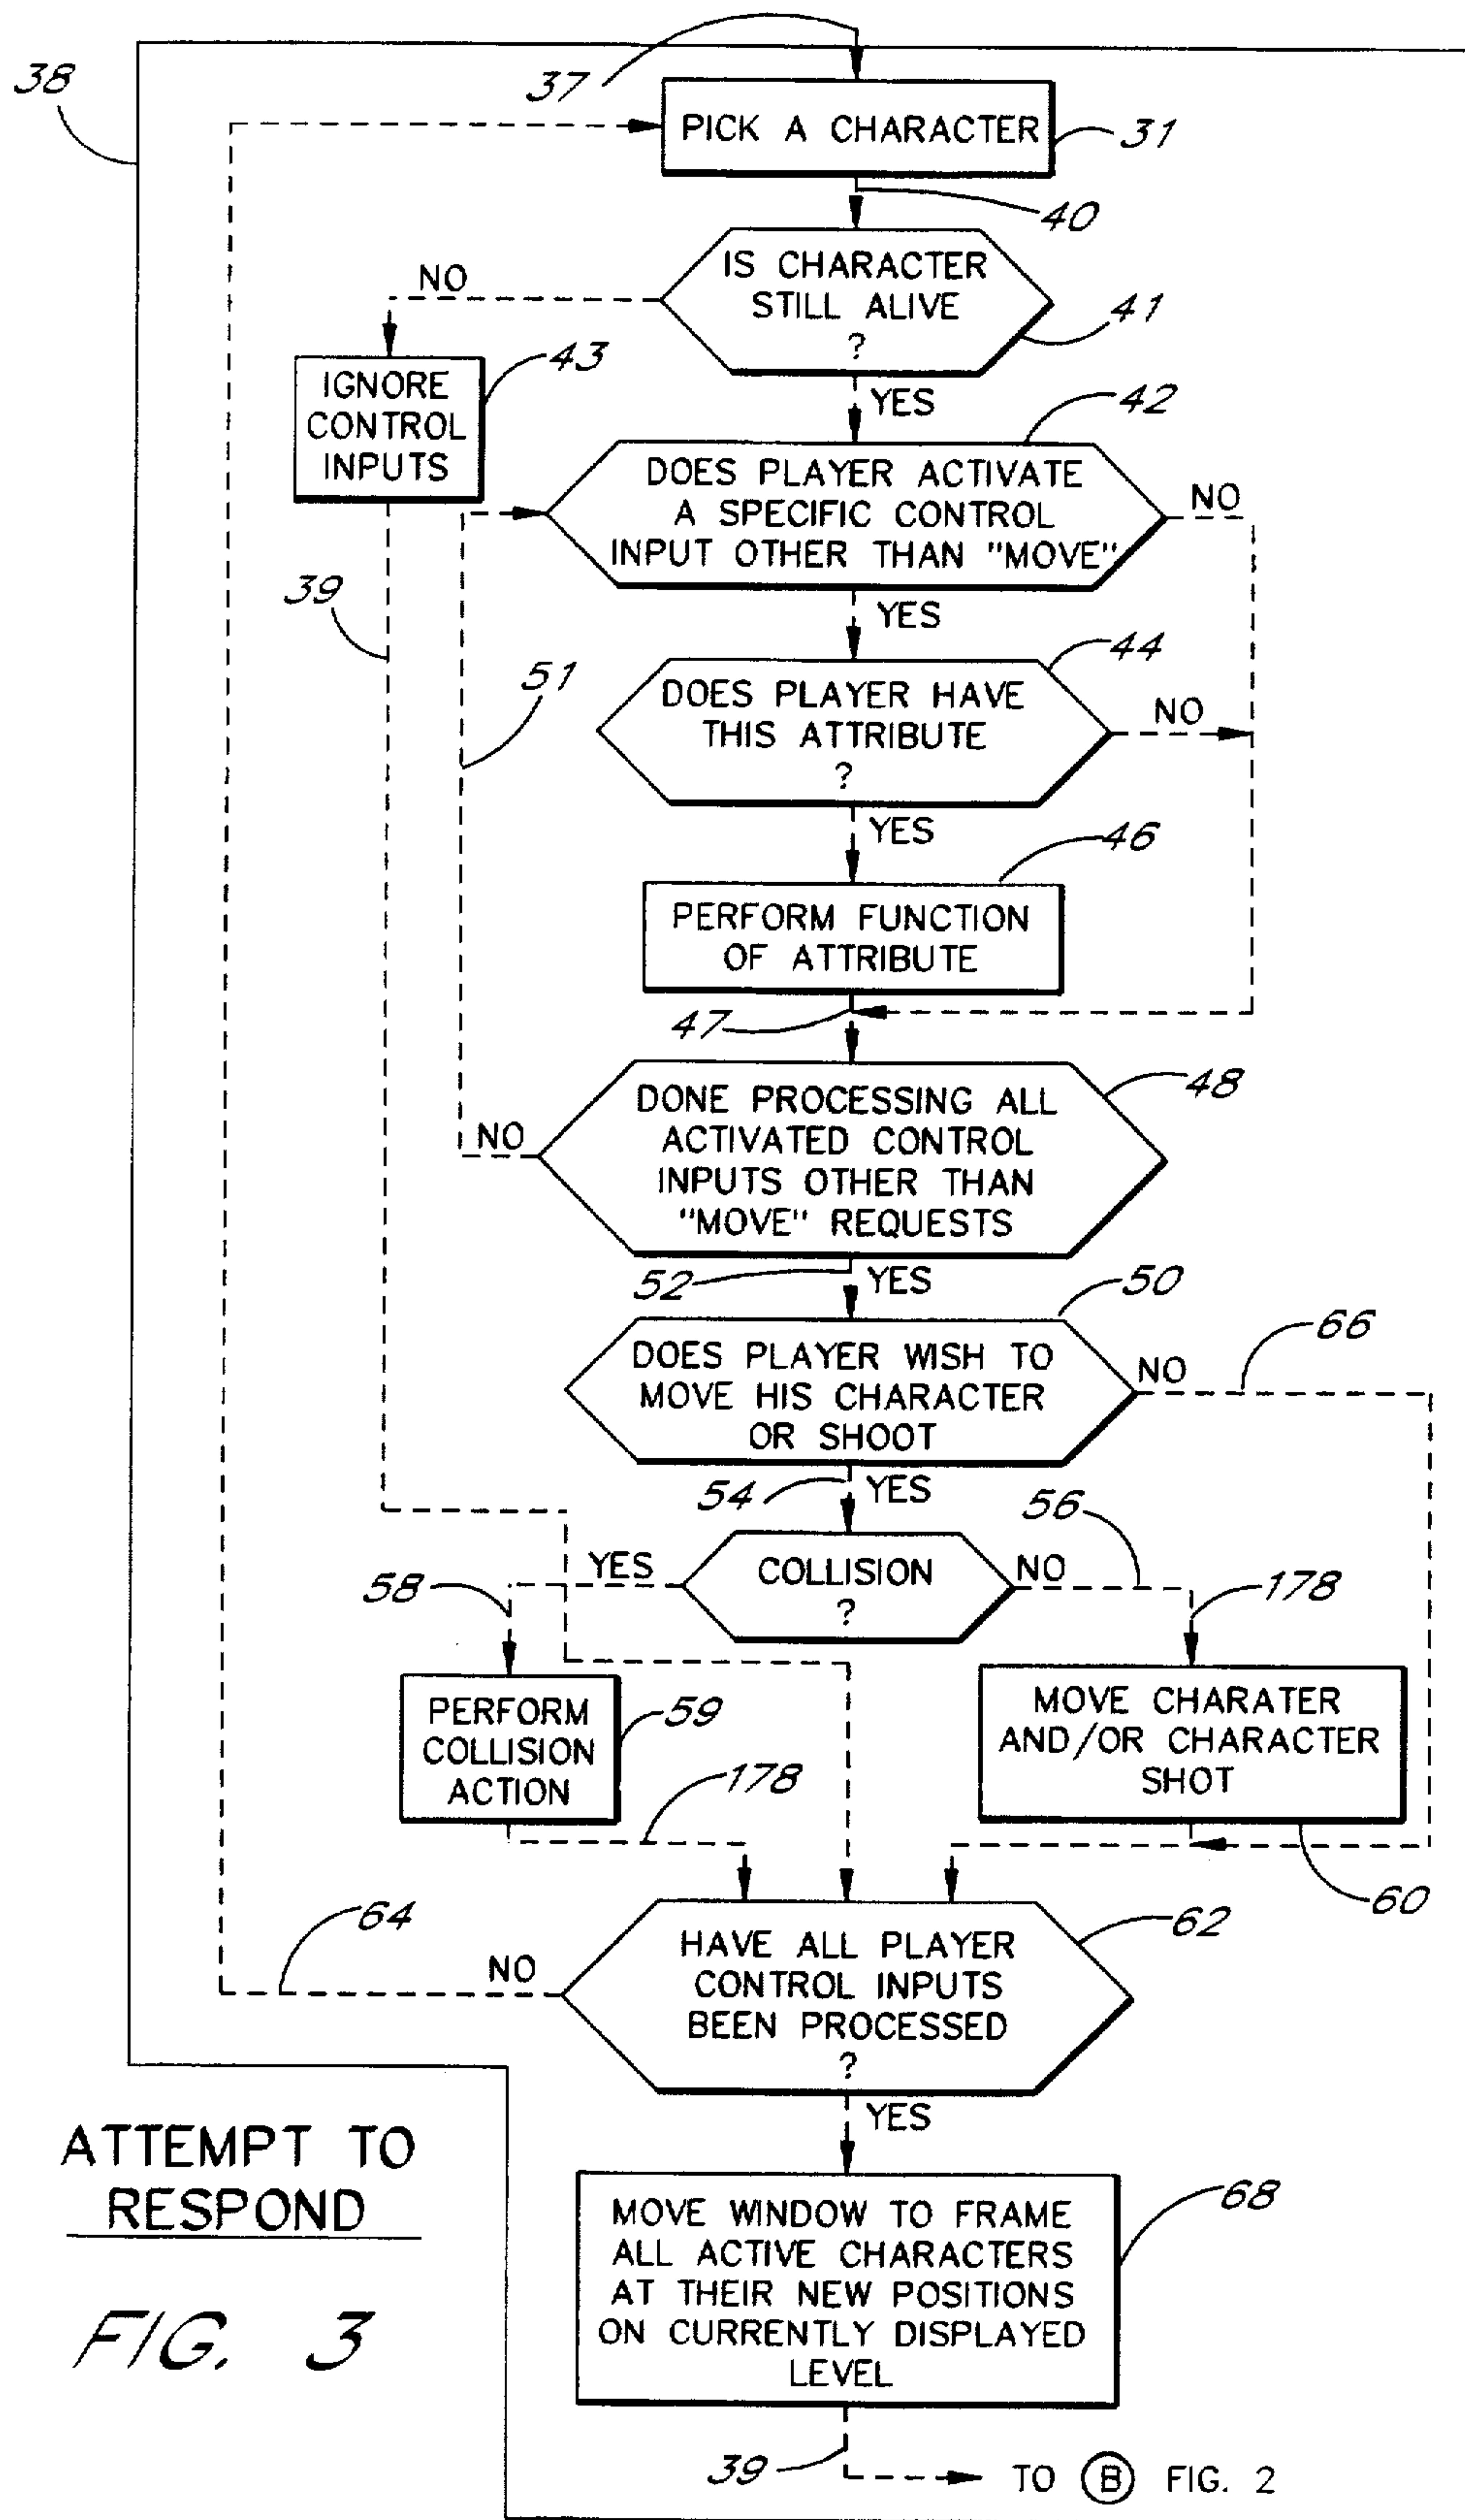 37
38
PICK A CHARACTER
31
40
IS CHARACTER
STILL ALIVE
?
41
NO
YES
IGNORE
CONTROL
INPUTS
43
42
DOES PLAYER ACTIVATE
A SPECIFIC CONTROL
INPUT OTHER THAN "MOVE"
NO
YES
39
51
44
DOES PLAYER HAVE
THIS ATTRIBUTE
?
NO
YES
46
PERFORM FUNCTION
OF ATTRIBUTE
47
48
DONE PROCESSING ALL
ACTIVATED CONTROL
INPUTS OTHER THAN
"MOVE" REQUESTS
NO
52
YES
50
66
DOES PLAYER WISH TO
MOVE HIS CHARACTER
OR SHOOT
NO
54
YES
56
COLLISION
?
YES
NO
58
178
PERFORM
COLLISION
ACTION
59
178
MOVE CHARATER
AND/OR CHARACTER
SHOT
60
64
62
NO
HAVE ALL PLAYER
CONTROL INPUTS
BEEN PROCESSED
?
YES
ATTEMPT TO
RESPOND
FIG. 3
68
MOVE WINDOW TO FRAME
ALL ACTIVE CHARACTERS
AT THEIR NEW POSITIONS
ON CURRENTLY DISPLAYED
LEVEL
39
TO B FIG. 2